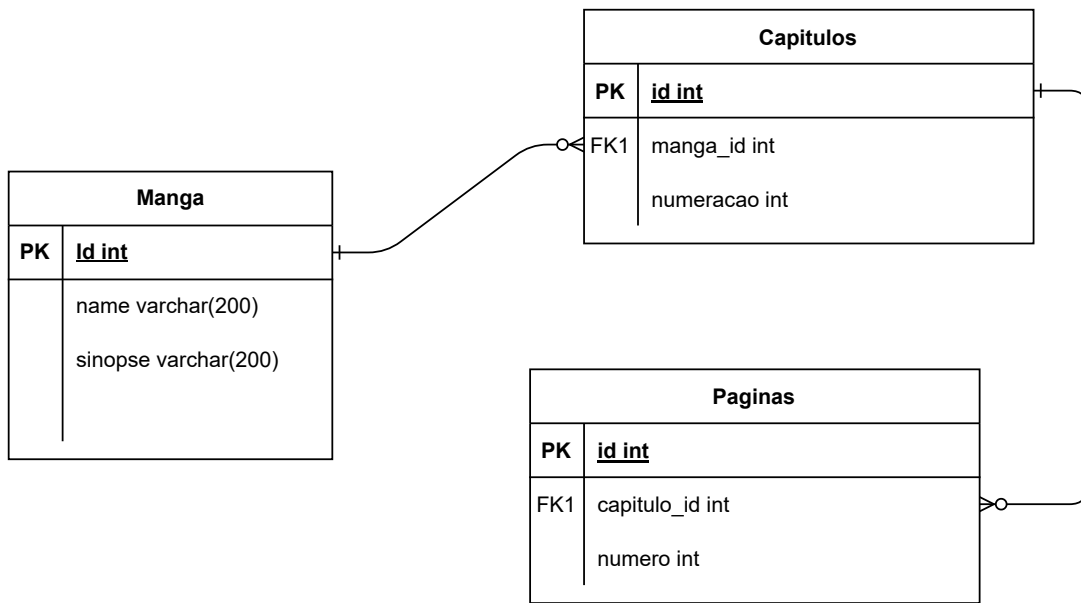 Capitulos
PK id int
FK1 manga_id int
numeracao int
Manga
PK Id int
name varchar(200)
sinopse varchar(200)
Paginas
PK id int
FK1 capitulo_id int
numero int